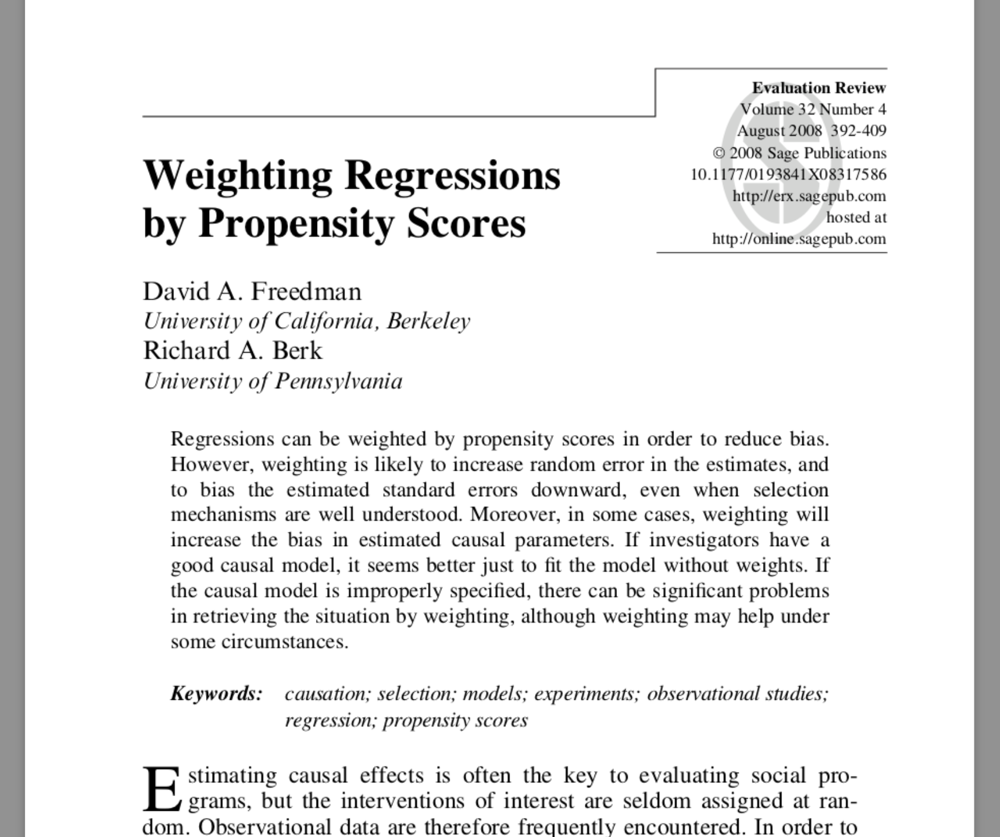 Evaluation Review
Volume 32 Number 4
August 2008 392-409
© 2008 Sage Publications
10.1177/0193841X08317586
http://erx.sagepub.com
hosted at
http://online.sagepub.com
Weighting Regressions
by Propensity Scores
David A. Freedman
University of California, Berkeley
Richard A. Berk
University of Pennsylvania
Regressions can be weighted by propensity scores in order to reduce bias.
However, weighting is likely to increase random error in the estimates, and
to bias the estimated standard errors downward, even when selection
mechanisms are well understood. Moreover, in some cases, weighting will
increase the bias in estimated causal parameters. If investigators have a
good causal model, it seems better just to fit the model without weights. If
the causal model is improperly specified, there can be significant problems
in retrieving the situation by weighting, although weighting may help under
some circumstances.
Keywords: causation; selection; models; experiments; observational studies;
regression; propensity scores
Estimating causal effects is often the key to evaluating social pro-
grams, but the interventions of interest are seldom assigned at ran-
dom. Observational data are therefore frequently encountered. In order to